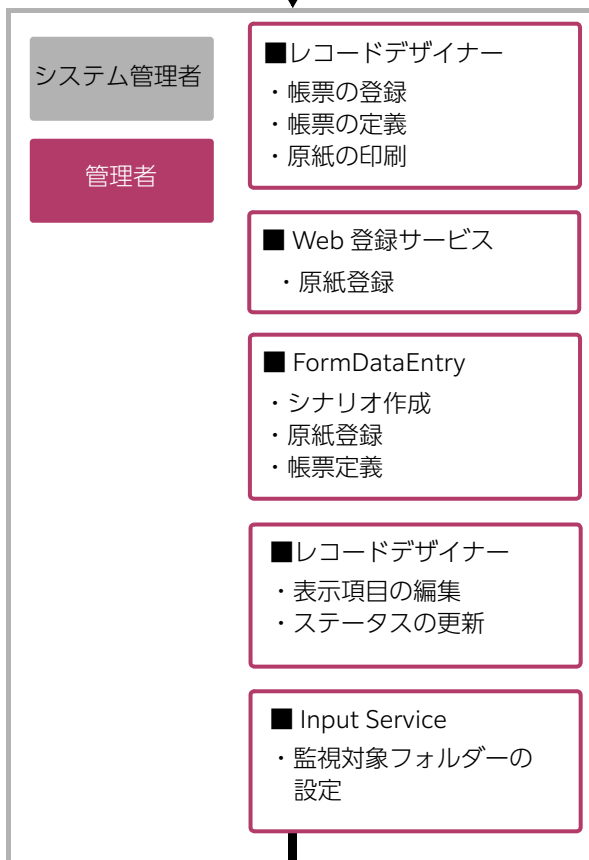 システム管理者
管理者
■レコードデザイナー
・帳票の登録
・帳票の定義
・原紙の印刷
■ Web 登録サービス
・原紙登録
■ FormDataEntry
・シナリオ作成
・原紙登録
・帳票定義
■レコードデザイナー
・表示項目の編集
・ステータスの更新
■ Input Service
・監視対象フォルダーの
設定